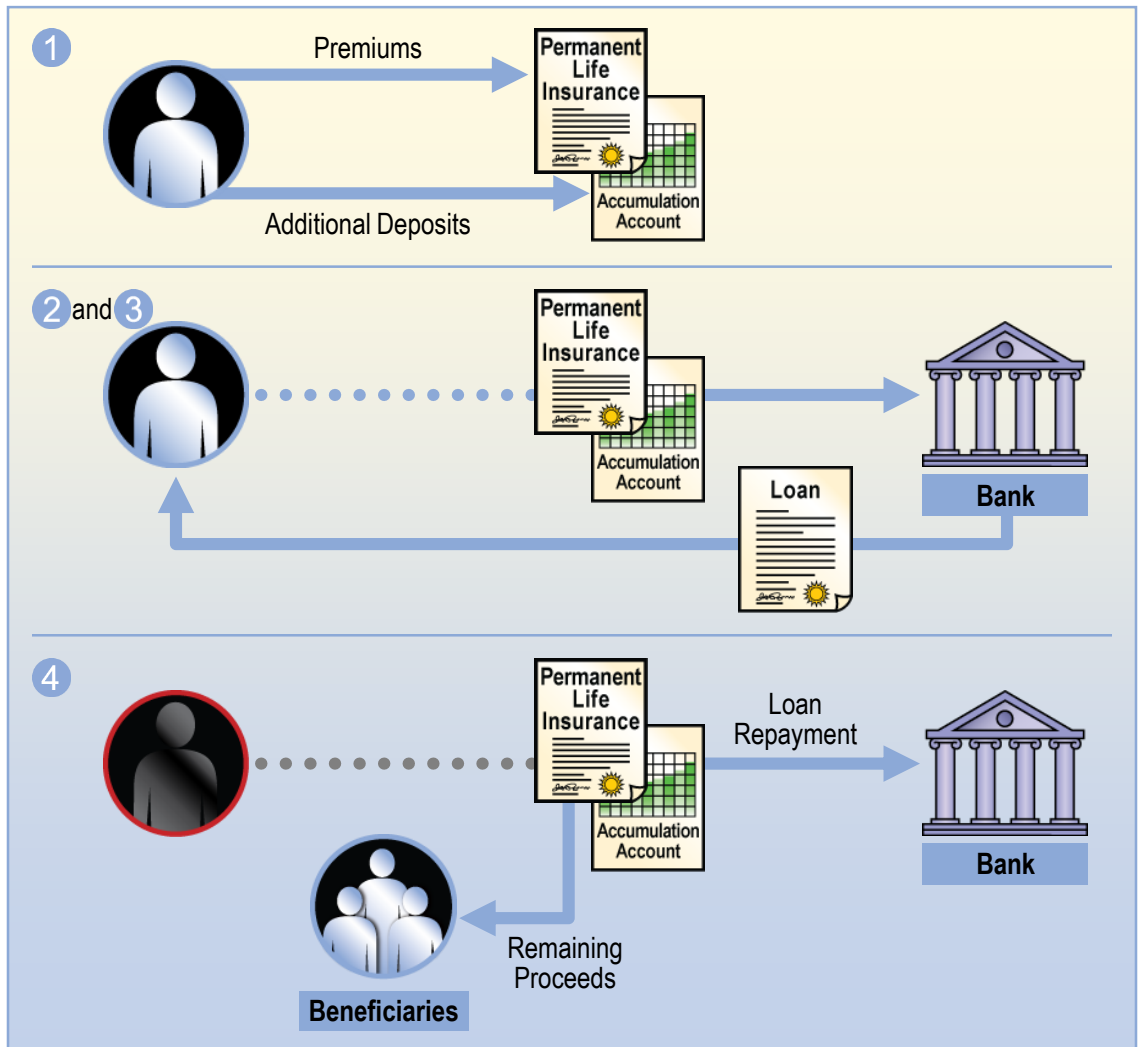 1
Premiums
Permanent
Life
Insurance
Additional Deposits
Accumulation
Account
2 and 3
Permanent
Life
Insurance
Accumulation
Account
Loan
Bank
4
Permanent
Life
Insurance
Loan
Repayment
Accumulation
Account
Bank
Remaining
Proceeds
Beneficiaries